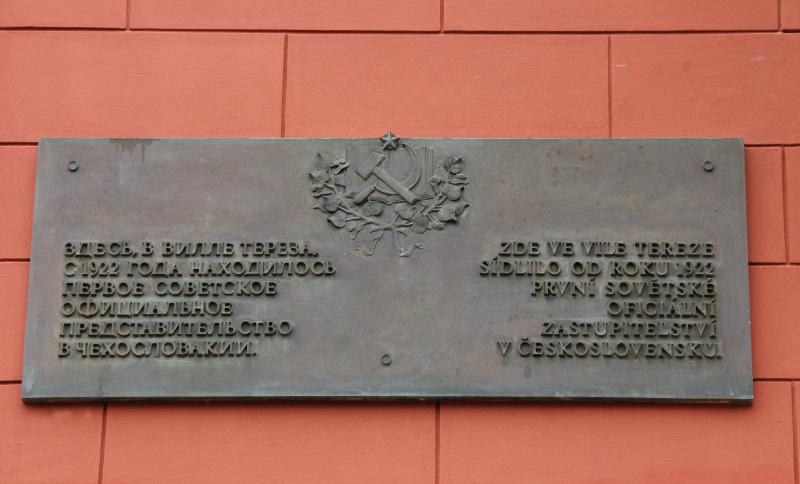 ЗДЕСЬ, В ВИЛЛЕ ТЕРЕЗА,
С 1922 ГОДА НАХОДИЛОСЬ
ПЕРВОЕ СОВЕТСКОЕ
ОФИЦИАЛЬНОЕ
ПРЕДСТАВИТЕЛЬСТВО
В ЧЕХОСЛОВАКИИ.
ZDE VE VILE TEREZE
SÍDLILO OD ROKU 1922
PRVNÍ SOVĚTSKÉ
OFICIÁLNÍ
ZASTUPITELSTVÍ
V ČESKOSLOVENSKU.